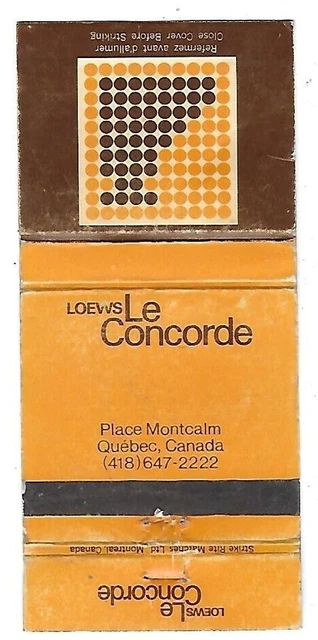 Refermez avant d'allumer
Close Cover Before Striking
LOEWS Le
Concorde
Place Montcalm
Québec, Canada
(418) 647-2222
Strike Rite Matches Ltd Montreal, Canada
LOEWS Le
Concorde